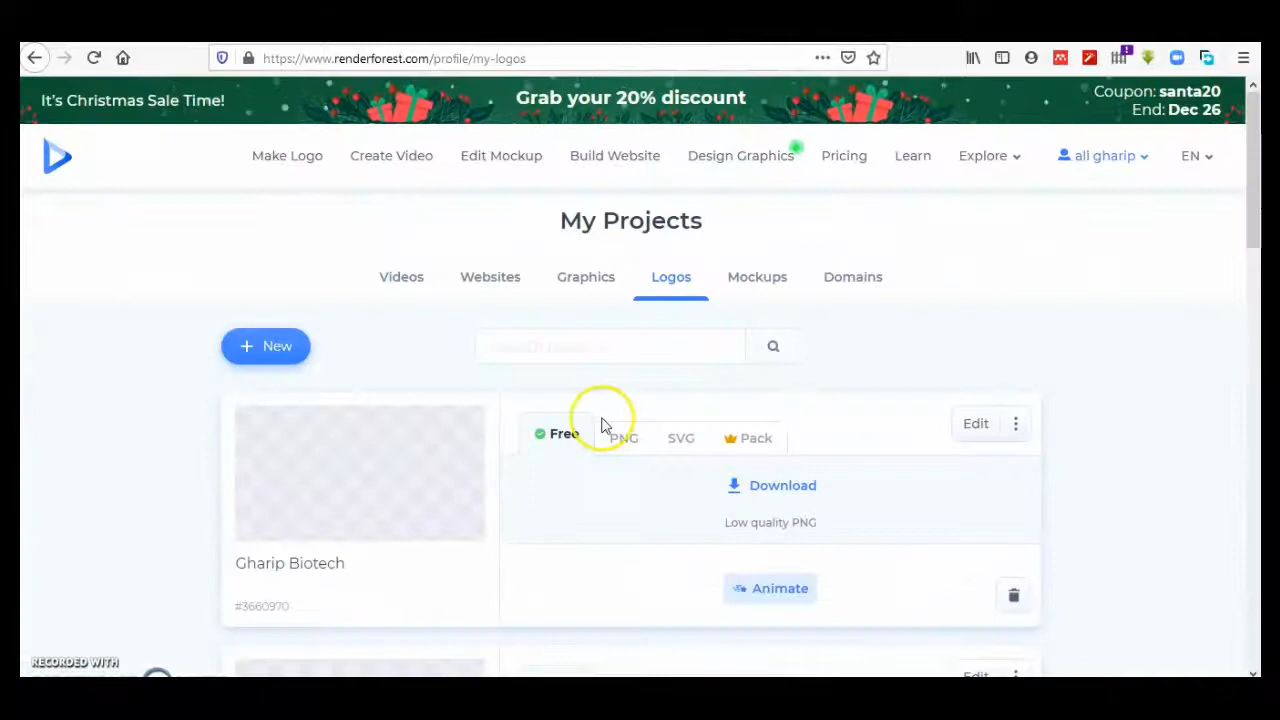 https://www.renderforest.com/profile/my-logos
It's Christmas Sale Time!
Grab your 20% discount
Coupon: santa20
End: Dec 26
Make Logo
Create Video
Edit Mockup
Build Website
Design Graphics
Pricing
Learn
Explore
ali gharip
EN
My Projects
Videos
Websites
Graphics
Logos
Mockups
Domains
+ New
Free
PNG
SVG
Pack
Edit
Download
Low quality PNG
Gharip Biotech
#3660970
Animate
Edit
RECORDED WITH